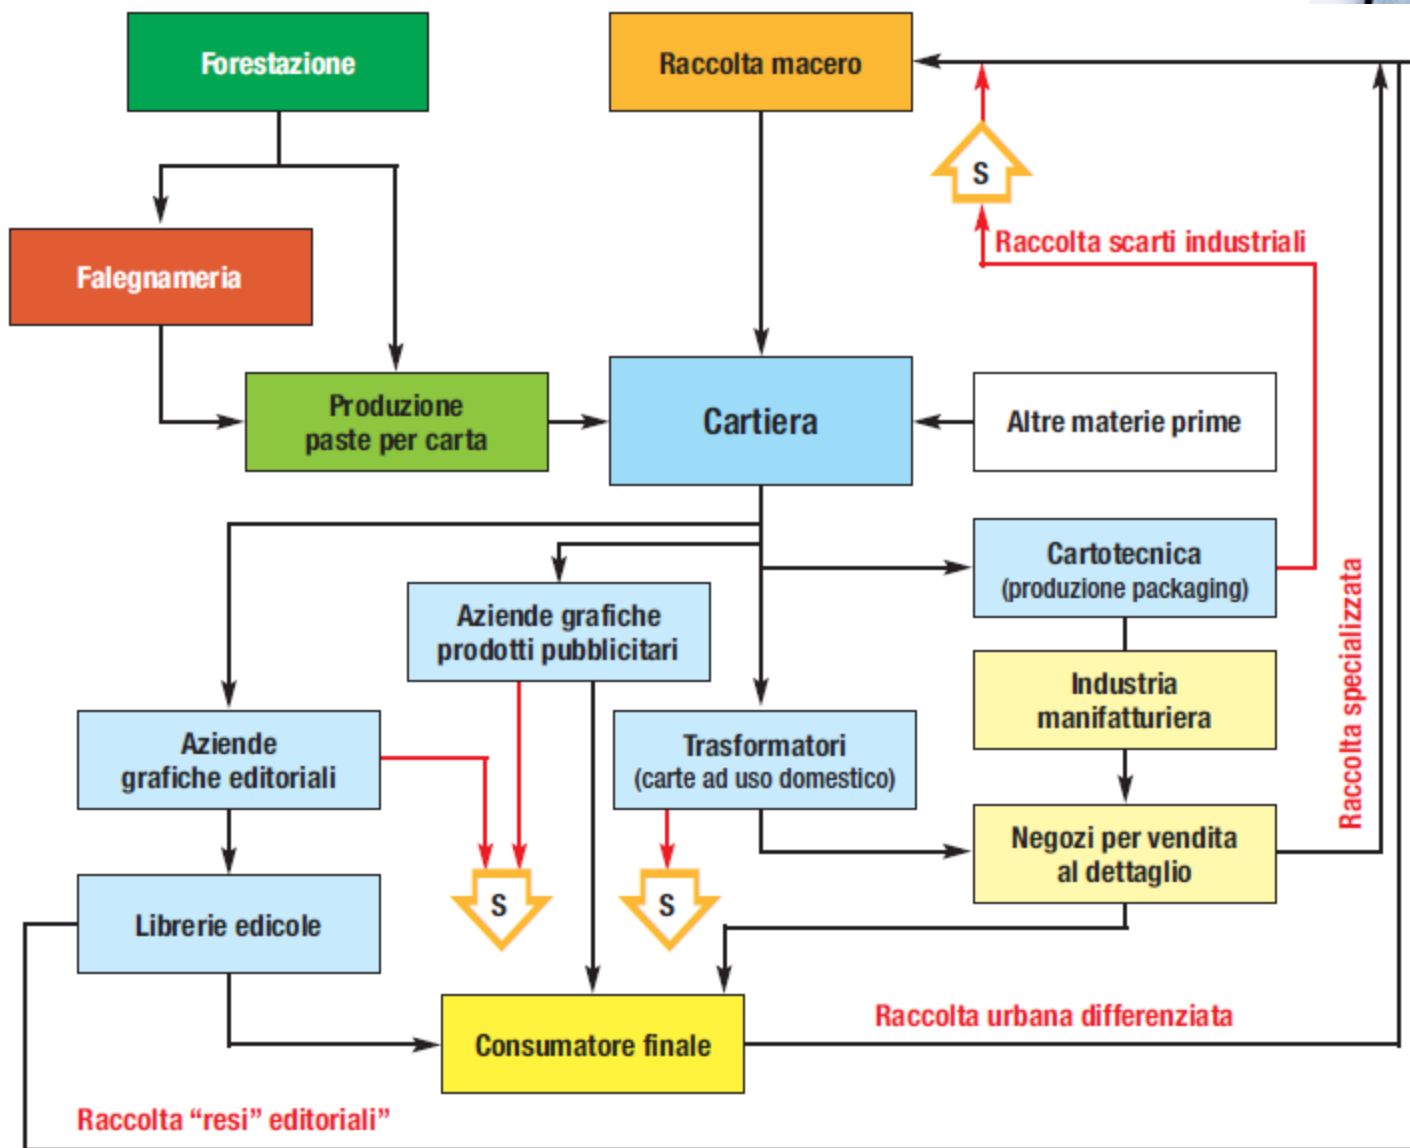 Forestazione
Raccolta macero
S
Raccolta scarti industriali
Falegnameria
Produzione
paste per carta
Cartiera
Altre materie prime
Cartotecnica
(produzione packaging)
Aziende grafiche
prodotti pubblicitari
Raccolta specializzata
Industria
manifatturiera
Aziende
grafiche editoriali
Trasformatori
(carte ad uso domestico)
Negozi per vendita
al dettaglio
S
S
Librerie edicole
Raccolta urbana differenziata
Consumatore finale
Raccolta “resi” editoriali”